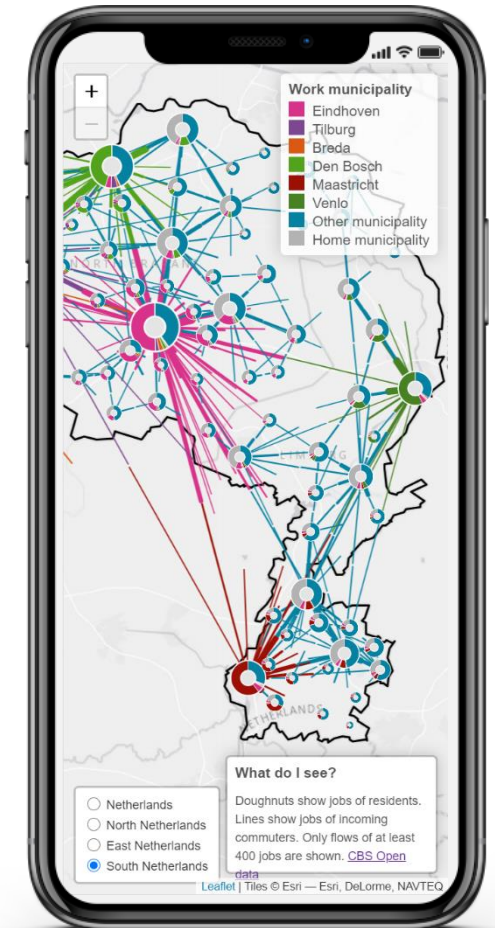 +
−
Work municipality
Eindhoven
Tilburg
Breda
Den Bosch
Maastricht
Venlo
Other municipality
Home municipality
LIMBURG
NETHERLANDS
What do I see?
Doughnuts show jobs of residents.
Lines show jobs of incoming
commuters. Only flows of at least
400 jobs are shown. CBS Open
data
Netherlands
North Netherlands
East Netherlands
South Netherlands
Leaflet | Tiles © Esri — Esri, DeLorme, NAVTEQ